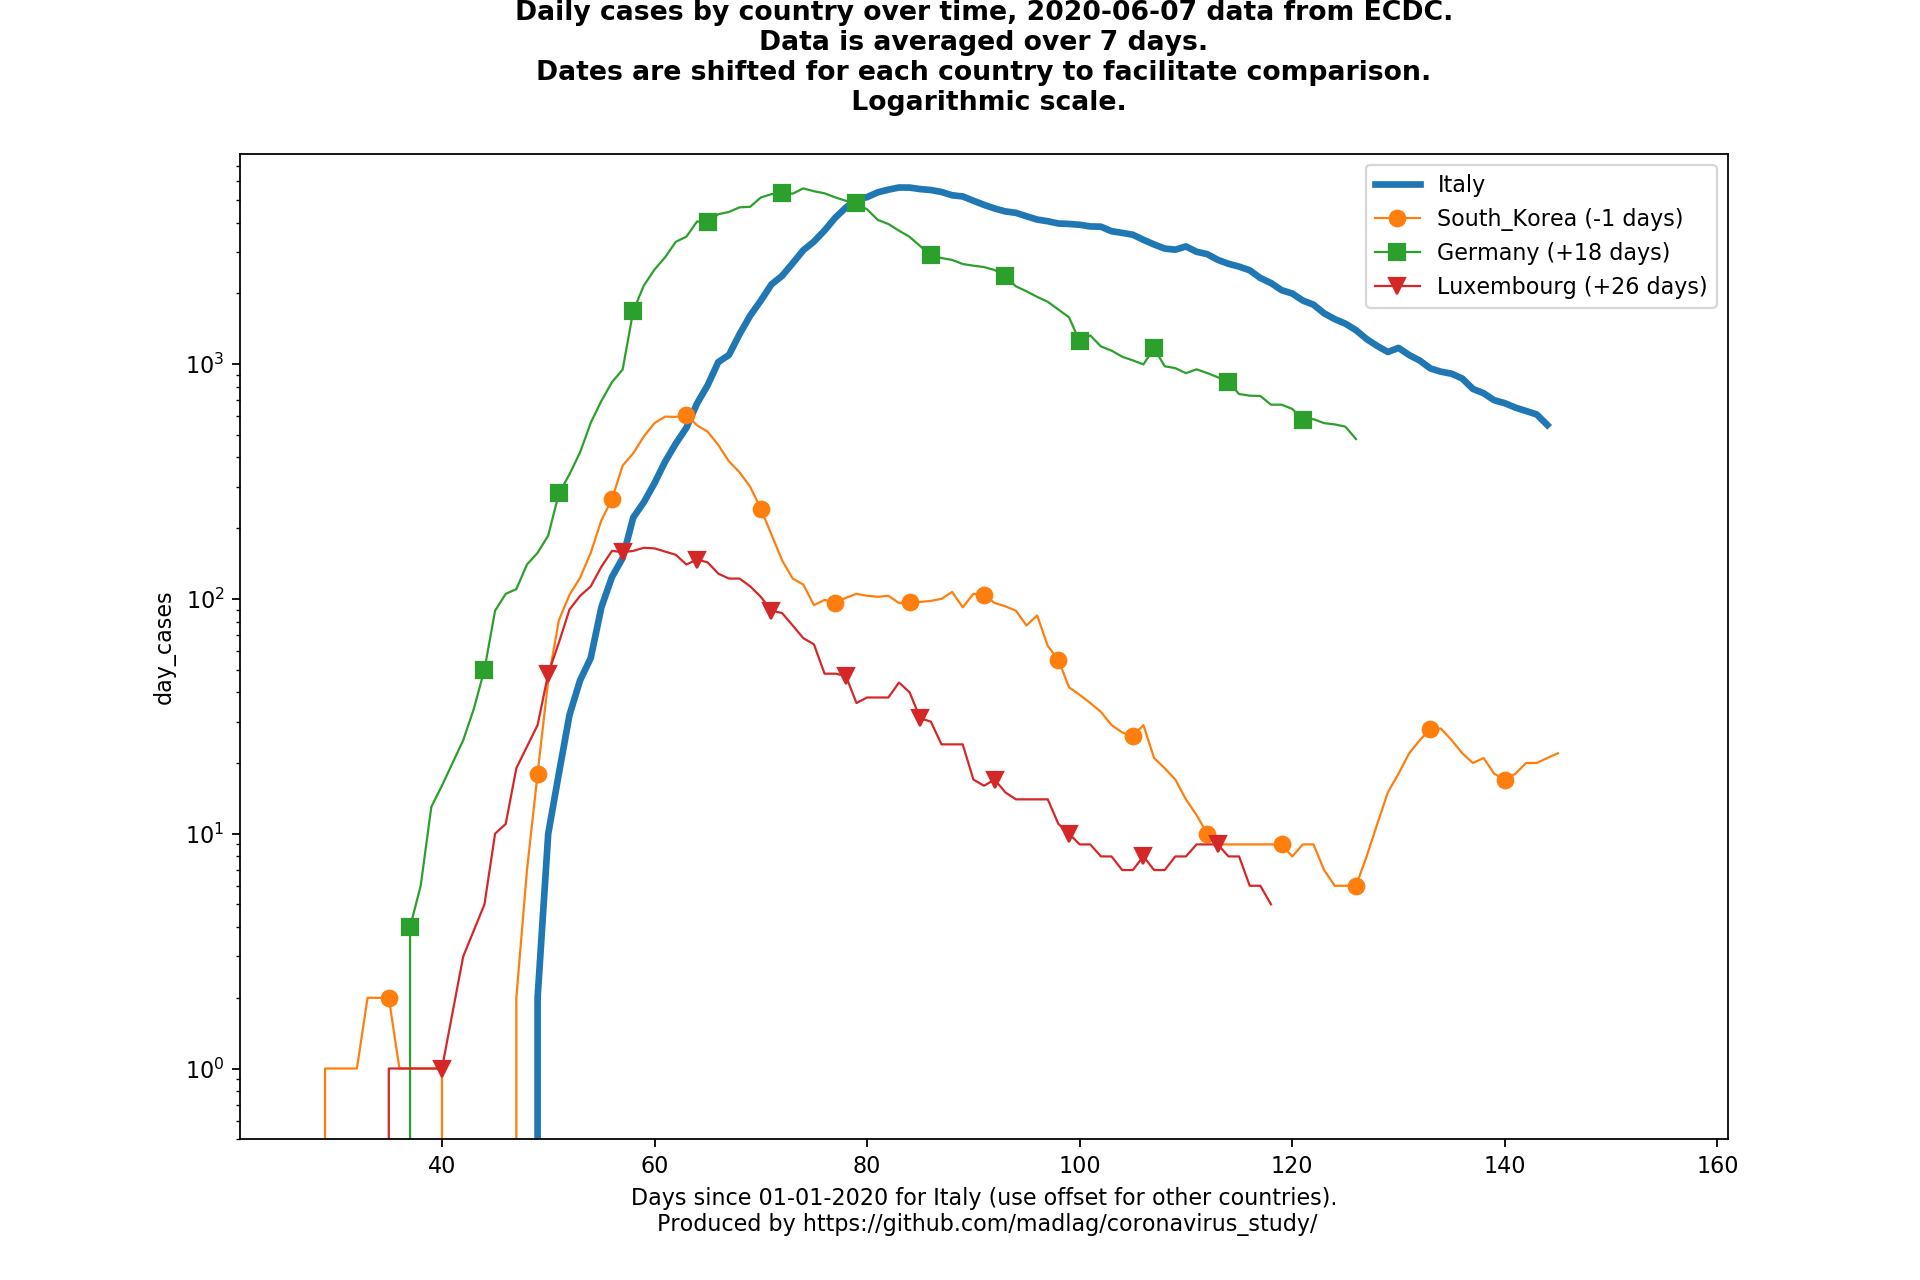 Daily cases by country over time, 2020-06-07 data from ECDC.
Data is averaged over 7 days.
Dates are shifted for each country to facilitate comparison.
Logarithmic scale.
Italy
South_Korea (-1 days)
Germany (+18 days)
Luxembourg (+26 days)
day_cases
10³
10²
10¹
10⁰
40 60 80 100 120 140 160
Days since 01-01-2020 for Italy (use offset for other countries).
Produced by https://github.com/madlag/coronavirus_study/